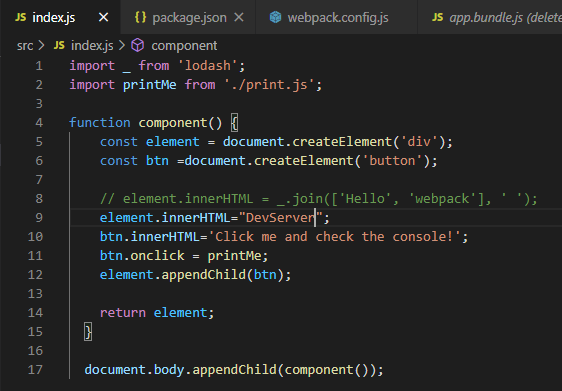 JS index.js × {} package.json × webpack.config.js JS app.bundle.js (delete
src > JS index.js > component
1 import _ from 'lodash';
2 import printMe from './print.js';
3
4 function component() {
5 const element = document.createElement('div');
6 const btn =document.createElement('button');
7
8 // element.innerHTML = _.join(['Hello', 'webpack'], ' ');
9 element.innerHTML="DevServer";
10 btn.innerHTML='Click me and check the console!';
11 btn.onclick = printMe;
12 element.appendChild(btn);
13
14 return element;
15 }
16
17 document.body.appendChild(component());